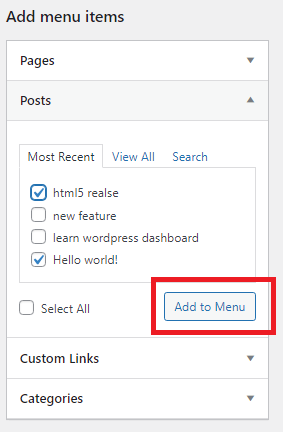 Add menu items
Pages
Posts
Most Recent View All Search
html5 realse
new feature
learn wordpress dashboard
Hello world!
Select All Add to Menu
Custom Links
Categories